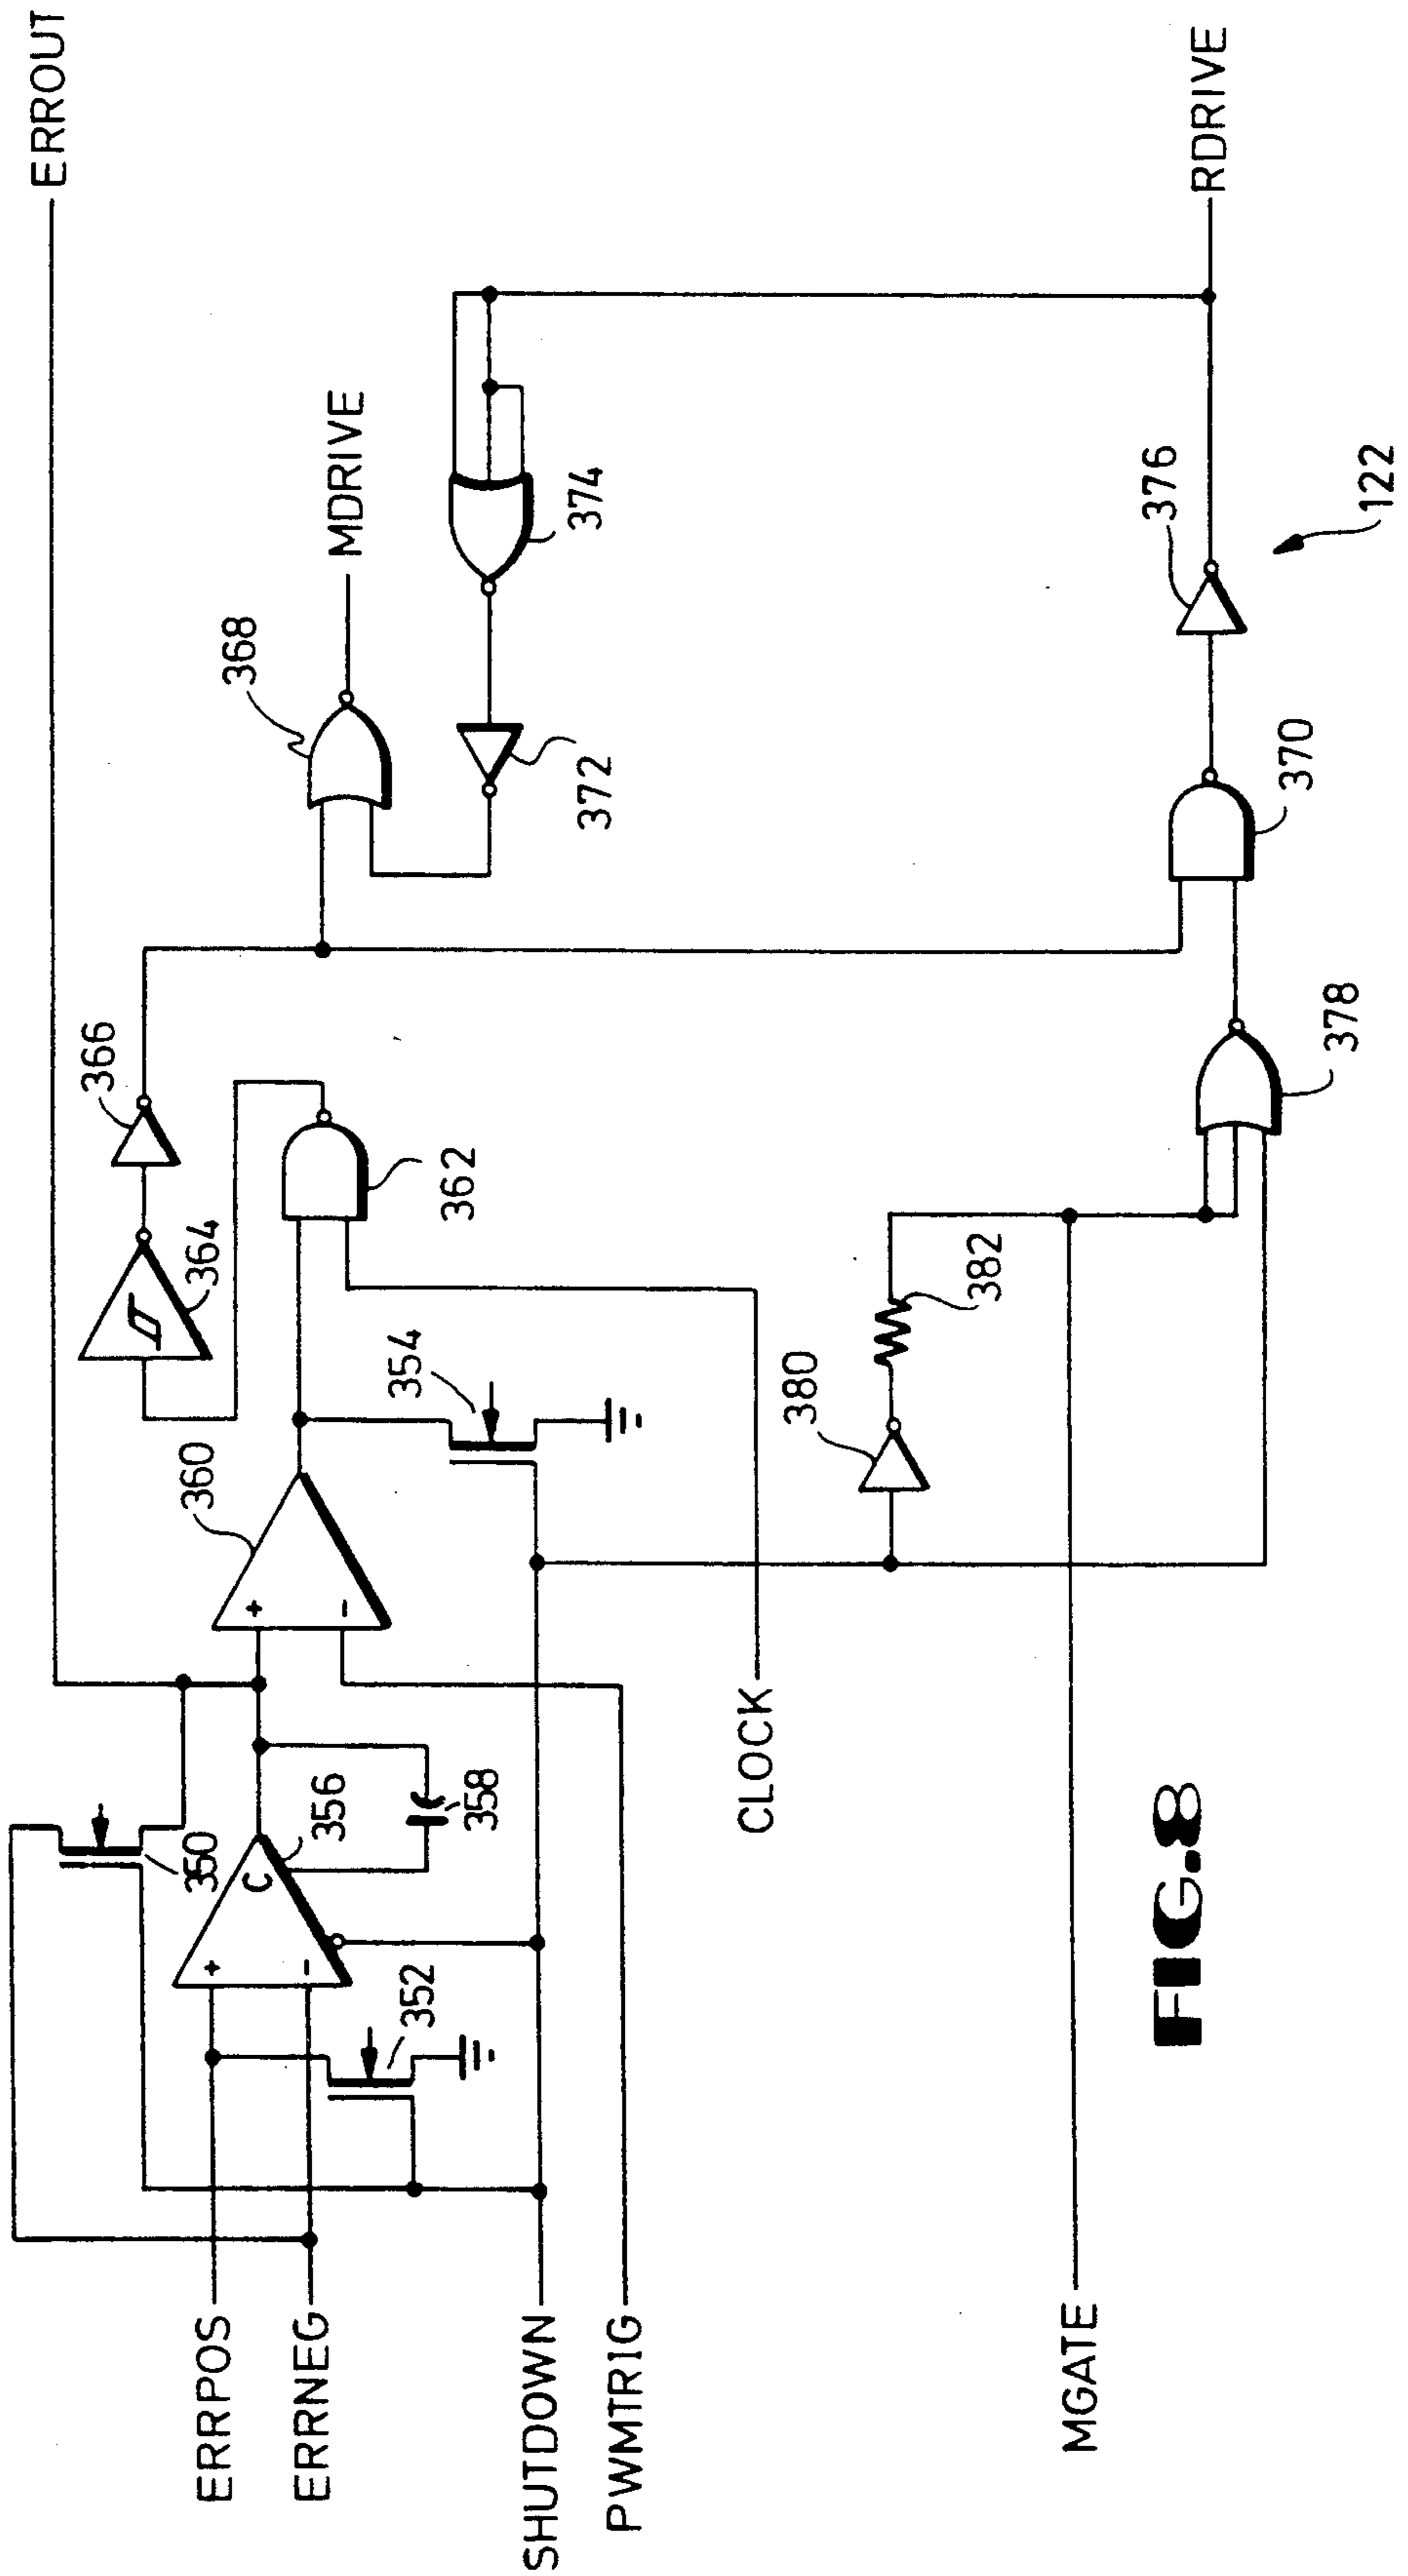 ERROUT
MDRIVE
RDRIVE
368
374
372
376
122
370
366
364
362
378
360
354
380
382
350
C
356
358
352
+
-
+
-
ERRPOS
ERRNEG
SHUTDOWN
PWMTRIG
CLOCK
MGATE
FIG.8